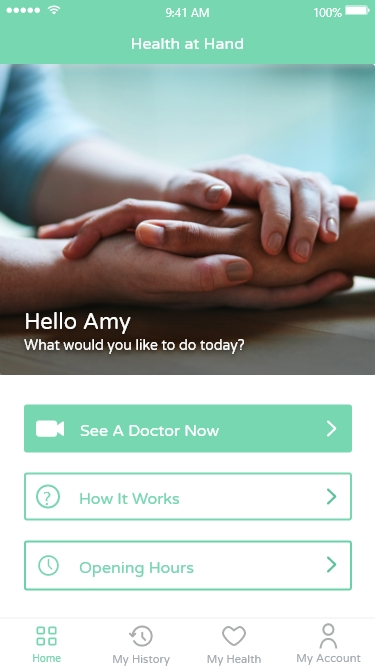 9:41 AM
100%
Health at Hand
Hello Amy
What would you like to do today?
See A Doctor Now
How It Works
Opening Hours
Home
My History
My Health
My Account